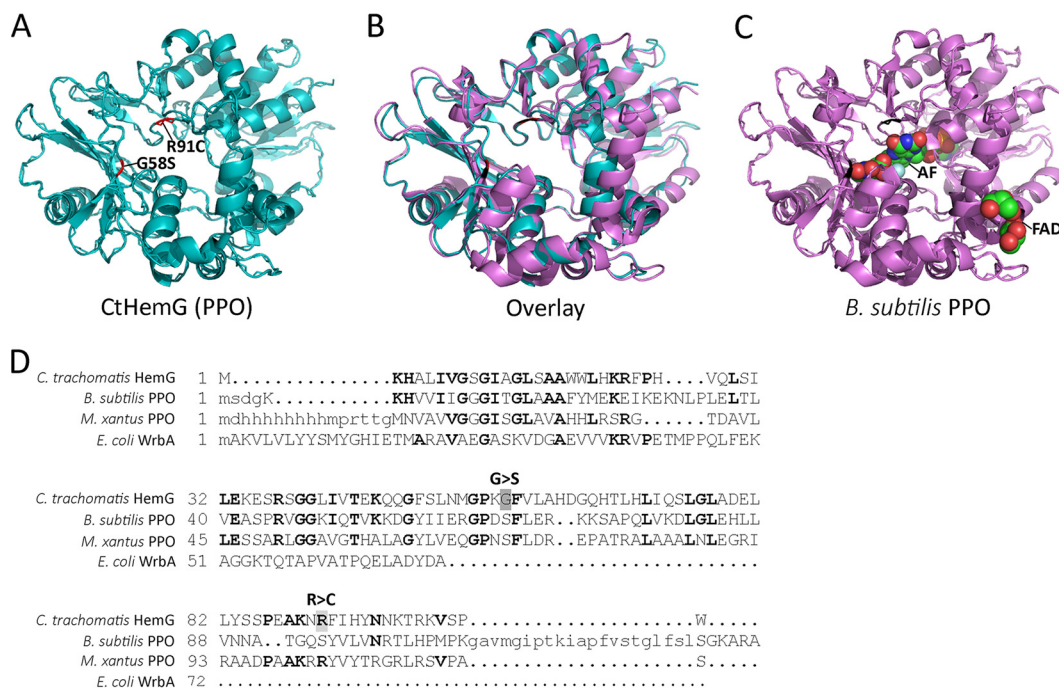 A
B
C
R91C
G58S
AF
FAD
CtHemG (PPO)
Overlay
B. subtilis PPO
D
C. trachomatis HemG 1 M...............KHALIVGSGIAGLSAAWWLHKRFPH....VQLSI
B. subtilis PPO 1 msdgK...........KHVVIIGGGITGLAAAFYMEKEIKEKNLPLELTL
M. xantus PPO 1 mdhhhhhhhhmprttgMNVAVVGGGISGLAVAHHLRSRG......TDAVL
E. coli WrbA 1 mAKVLVLYYSMYGHIETMARAVAEGASKVDGAEVVVKRVPETMPPQLFEK
G>S
C. trachomatis HemG 32 LEKESRSGGLIVTEKQQGFSLNMGPKGFVLAHDGQHTLHLIQSLGLADEL
B. subtilis PPO 40 VEASPRVGGKIQTVKKDGYIIERGPDSFLER..KKSAPQLVKDLGLEHLL
M. xantus PPO 45 LESSARLGGAVGTHALAGYLVEQGPNSFLDR..EPATRALAAALNLEGRI
E. coli WrbA 51 AGGKTQTAPVATPQELADYDA.............................
R>C
C. trachomatis HemG 82 LYSSPEAKNRFIHYNNKTRKVSP.....................W
B. subtilis PPO 88 VNNA..TGQSYVLVNRTLHPMPKgavmgiptkiapfvstglfslSGKARA
M. xantus PPO 93 RAADPAAKRRYVYTRGRLRSVPA.....................S
E. coli WrbA 72 .............................................